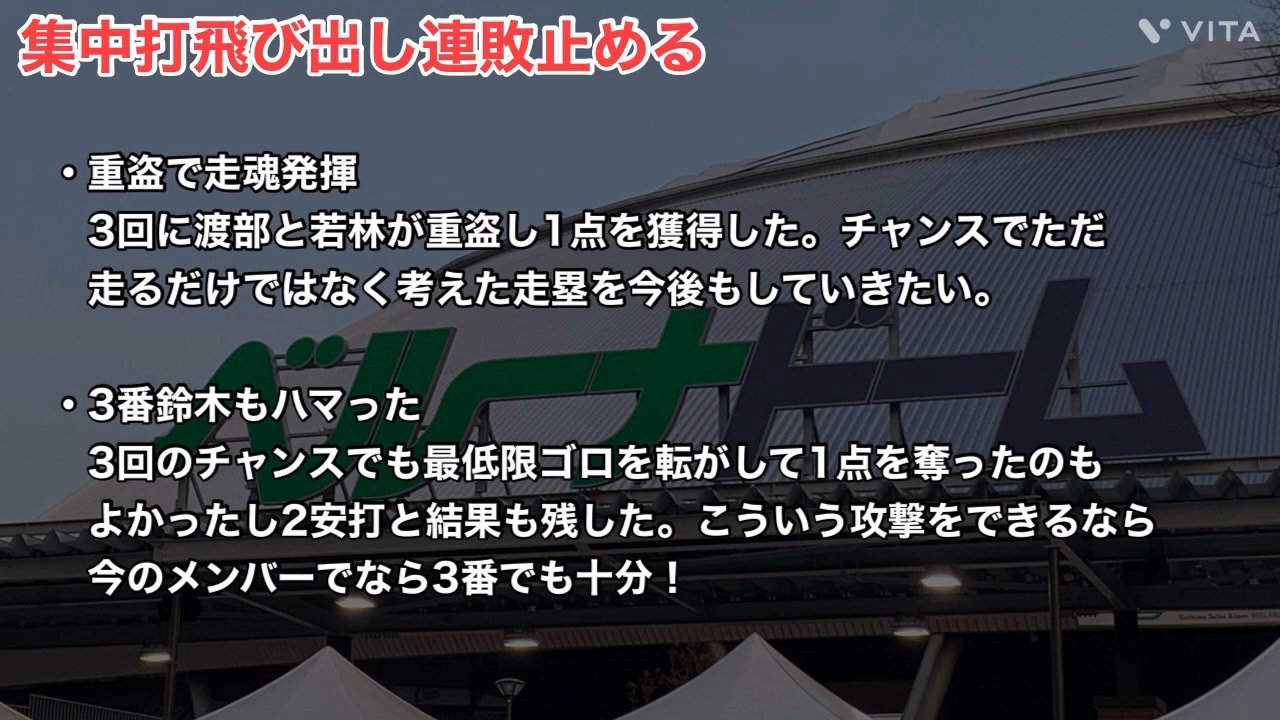 集中打飛び出し連敗止める
VITA
・重盗で走魂発揮
3回に渡部と若林が重盗し1点を獲得した。チャンスでただ
走るだけではなく考えた走塁を今後もしていきたい。
・3番鈴木もハマった
3回のチャンスでも最低限ゴロを転がして1点を奪ったのも
よかったし2安打と結果も残した。こういう攻撃をできるなら
今のメンバーでなら3番でも十分！
ベルーナドーム